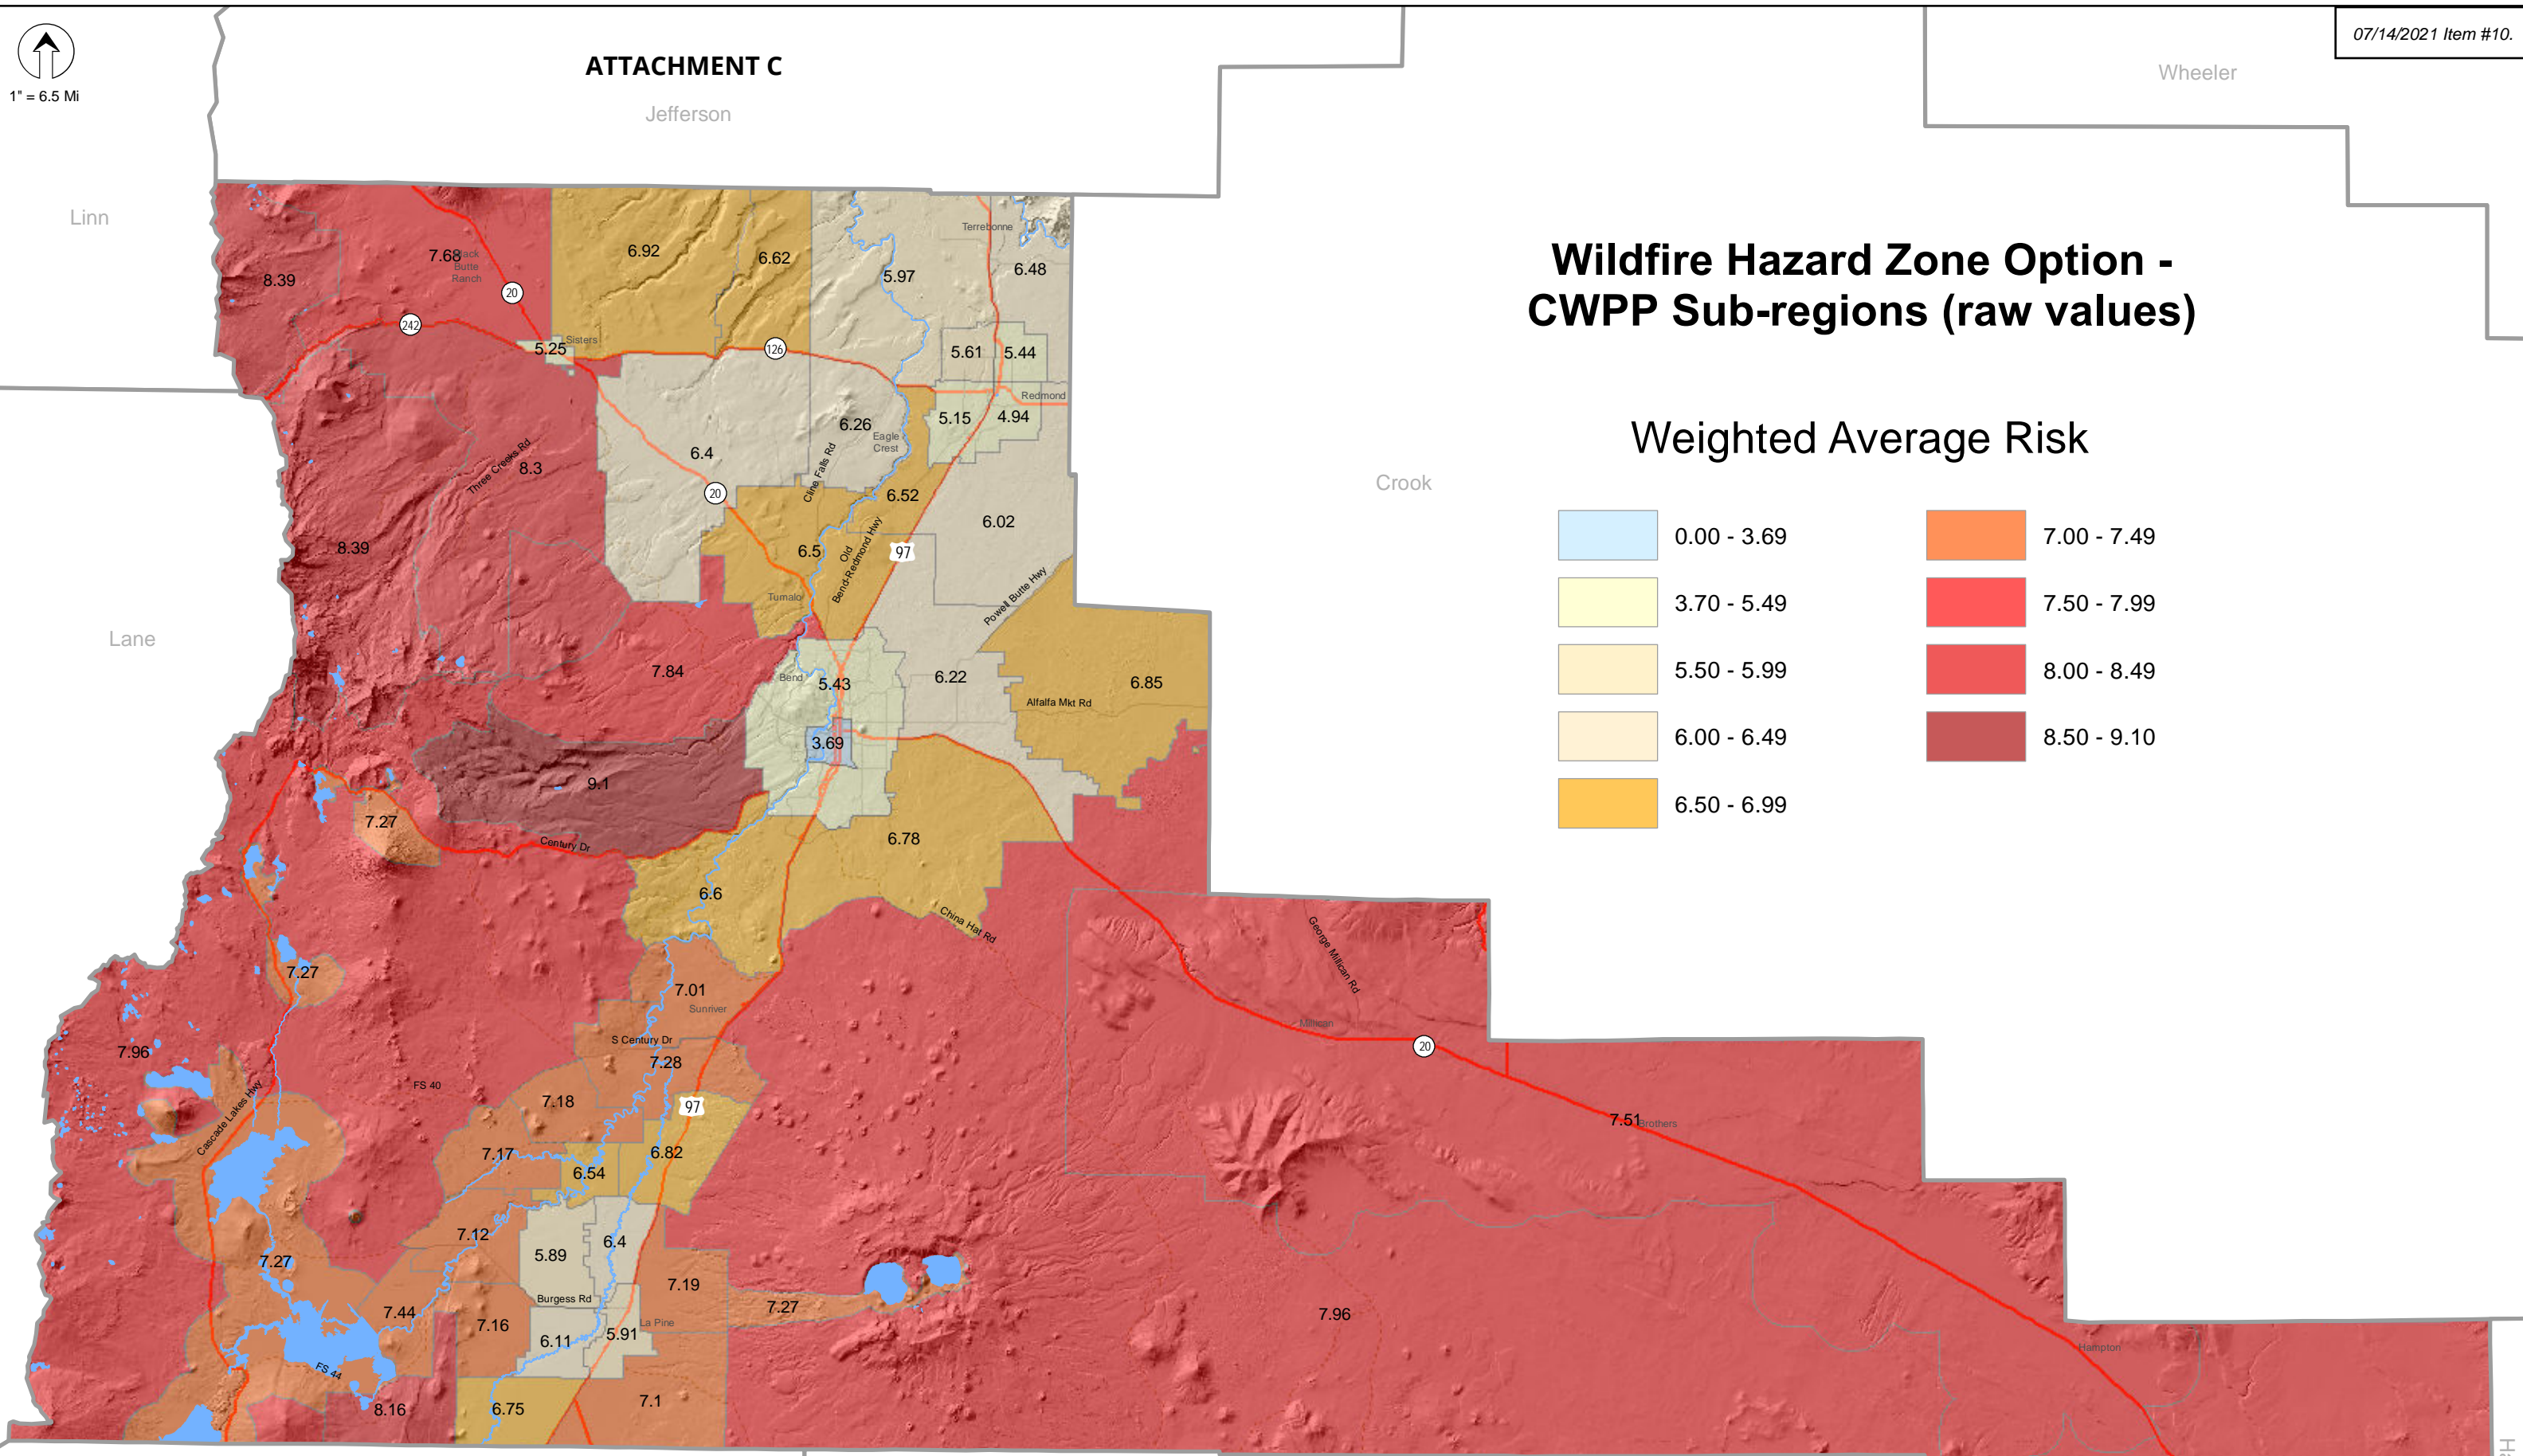 07/14/2021 Item #10.
1" = 6.5 Mi
ATTACHMENT C
Jefferson
Wheeler
Linn
Lane
Crook
Wildfire Hazard Zone Option -
CWPP Sub-regions (raw values)
Weighted Average Risk
0.00 - 3.69
3.70 - 5.49
5.50 - 5.99
6.00 - 6.49
6.50 - 6.99
7.00 - 7.49
7.50 - 7.99
8.00 - 8.49
8.50 - 9.10
8.39
7.68
Butte
Ranch
20
242
6.92
6.62
126
5.97
Terrebonne
6.48
5.25
Sisters
5.61
5.44
Redmond
5.15
4.94
6.26
Eagle
Crest
6.4
Three Creeks Rd
8.3
Cline Falls Rd
20
6.52
6.02
8.39
6.5
Old
Bend-Redmond Hwy
97
Tumalo
Powell Butte Hwy
7.84
Bend
5.43
6.22
6.85
Alfalfa Mkt Rd
3.69
9.1
7.27
Century Dr
6.78
6.6
China Hat Rd
George Millican Rd
7.27
7.01
Sunriver
Millican
20
S Century Dr
7.28
7.96
FS 40
Cascade Lakes Hwy
7.18
97
7.51
Brothers
7.17
6.54
6.82
7.12
5.89
6.4
7.27
7.19
Burgess Rd
7.27
7.44
7.16
6.11
5.91
La Pine
7.96
Hampton
FS 44
8.16
6.75
7.1